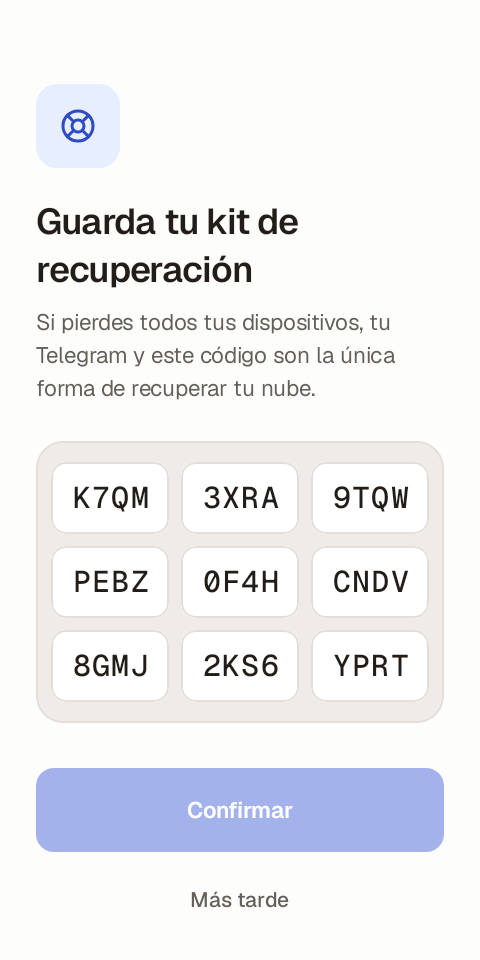 Guarda tu kit de
recuperación
Si pierdes todos tus dispositivos, tu
Telegram y este código son la única
forma de recuperar tu nube.
K7QM 3XRA 9TQW
PEBZ 0F4H CNDV
8GMJ 2KS6 YPRT
Confirmar
Más tarde